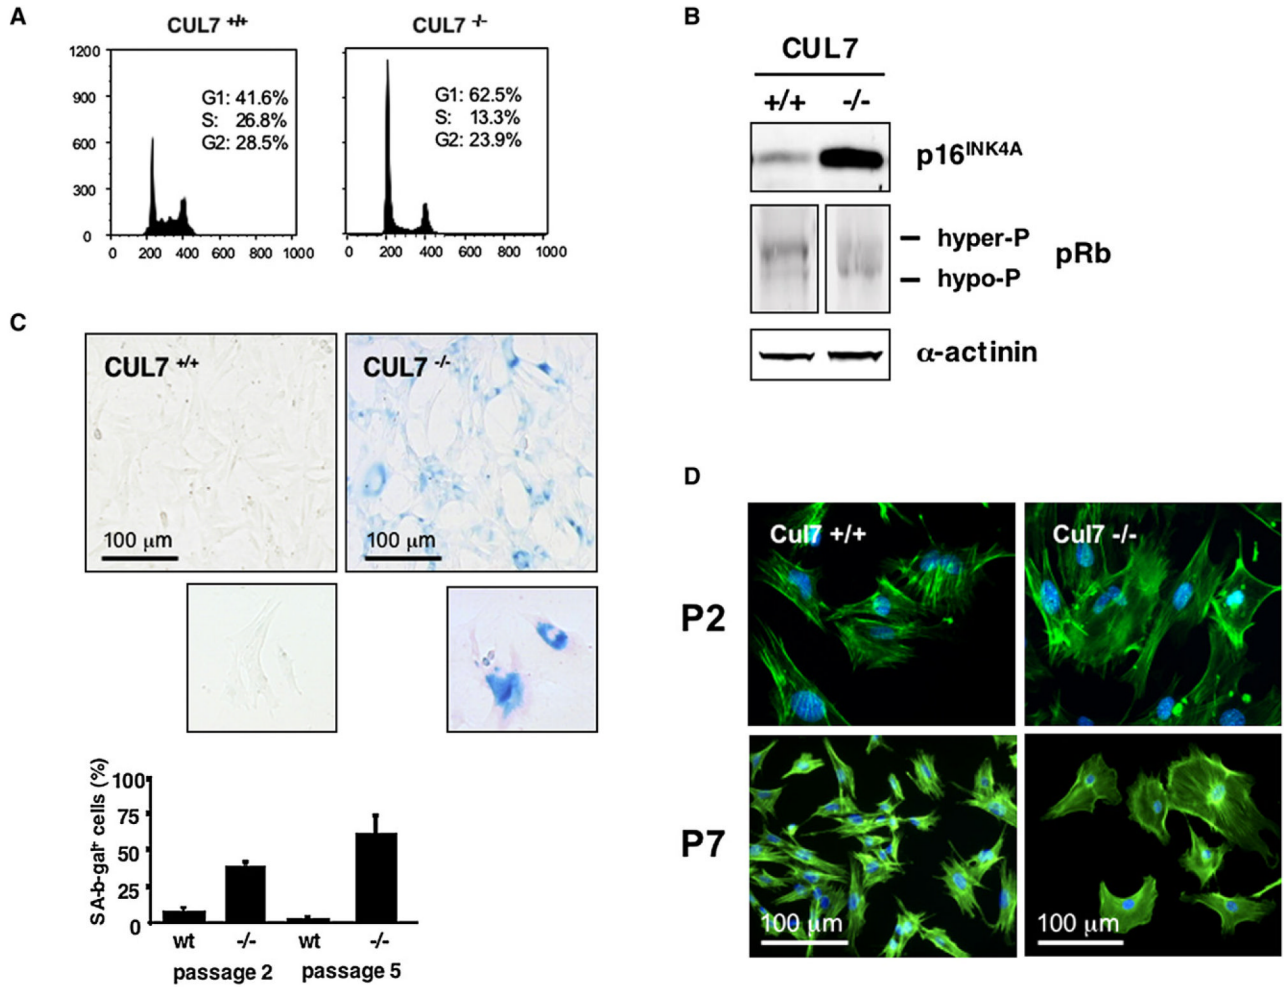 A
CUL7 +/+
CUL7 -/-
1200
900
600
300
0
G1: 41.6%
S: 26.8%
G2: 28.5%
G1: 62.5%
S: 13.3%
G2: 23.9%
0 200 400 600 800 1000
0 200 400 600 800 1000
B
CUL7
+/+ -/-
p16INK4A
hyper-P
pRb
hypo-P
α-actinin
C
CUL7 +/+
CUL7 -/-
100 μm
100 μm
SA-b-gal+ cells (%)
100
75
50
25
0
wt -/- wt -/-
passage 2 passage 5
D
Cul7 +/+
Cul7 -/-
P2
P7
100 μm
100 μm